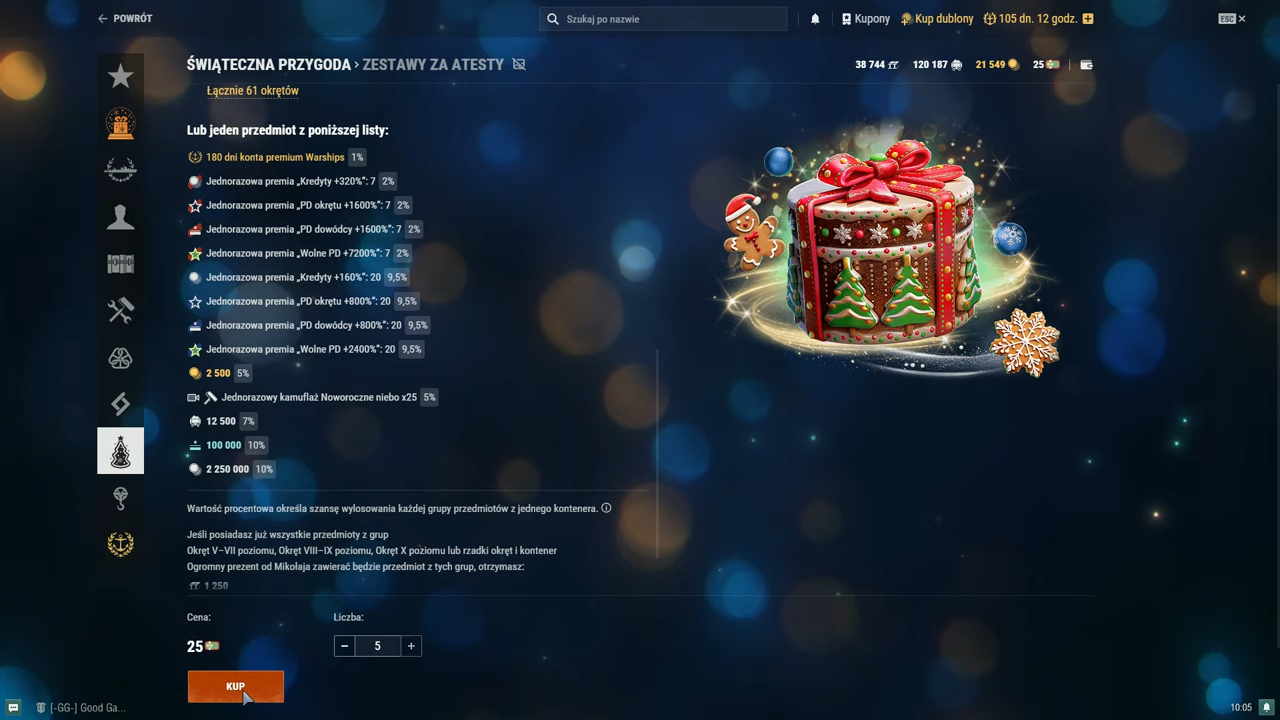 POWRÓT
Szukaj po nazwie
Kupony
Kup dublony
105 dn. 12 godz.
ESC
ŚWIĄTECZNA PRZYGODA › ZESTAWY ZA ATESTY
38 744
120 187
21 549
25
Łącznie 61 okrętów
Lub jeden przedmiot z poniższej listy:
180 dni konta premium Warships 1%
Jednorazowa premia „Kredyty +320%”: 7 2%
Jednorazowa premia „PD okrętu +1600%”: 7 2%
Jednorazowa premia „PD dowódcy +1600%”: 7 2%
Jednorazowa premia „Wolne PD +7200%”: 7 2%
Jednorazowa premia „Kredyty +160%”: 20 9,5%
Jednorazowa premia „PD okrętu +800%”: 20 9,5%
Jednorazowa premia „PD dowódcy +800%”: 20 9,5%
Jednorazowa premia „Wolne PD +2400%”: 20 9,5%
2 500 5%
Jednorazowy kamuflaż Noworoczne niebo x25 5%
12 500 7%
100 000 10%
2 250 000 10%
Wartość procentowa określa szansę wylosowania każdej grupy przedmiotów z jednego kontenera.
Jeśli posiadasz już wszystkie przedmioty z grup
Okręt V–VII poziomu, Okręt VIII–IX poziomu, Okręt X poziomu lub rzadki okręt i kontener
Ogromny prezent od Mikołaja zawierać będzie przedmiot z tych grup, otrzymasz:
1 250
Cena:
Liczba:
25
− 5 +
KUP
[-GG-] Good Ga...
10:05